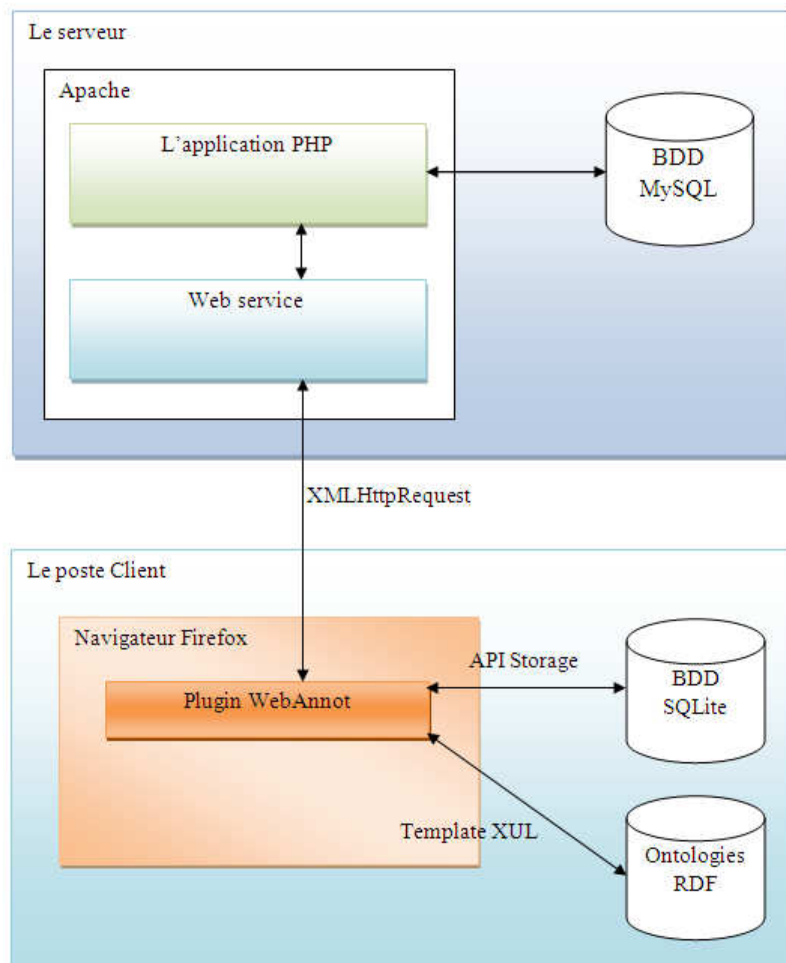 Le serveur
Apache
L'application PHP
BDD
MySQL
Web service
XMLHttpRequest
Le poste Client
Navigateur Firefox
API Storage
BDD
SQLite
Plugin WebAnnot
Template XUL
Ontologies
RDF